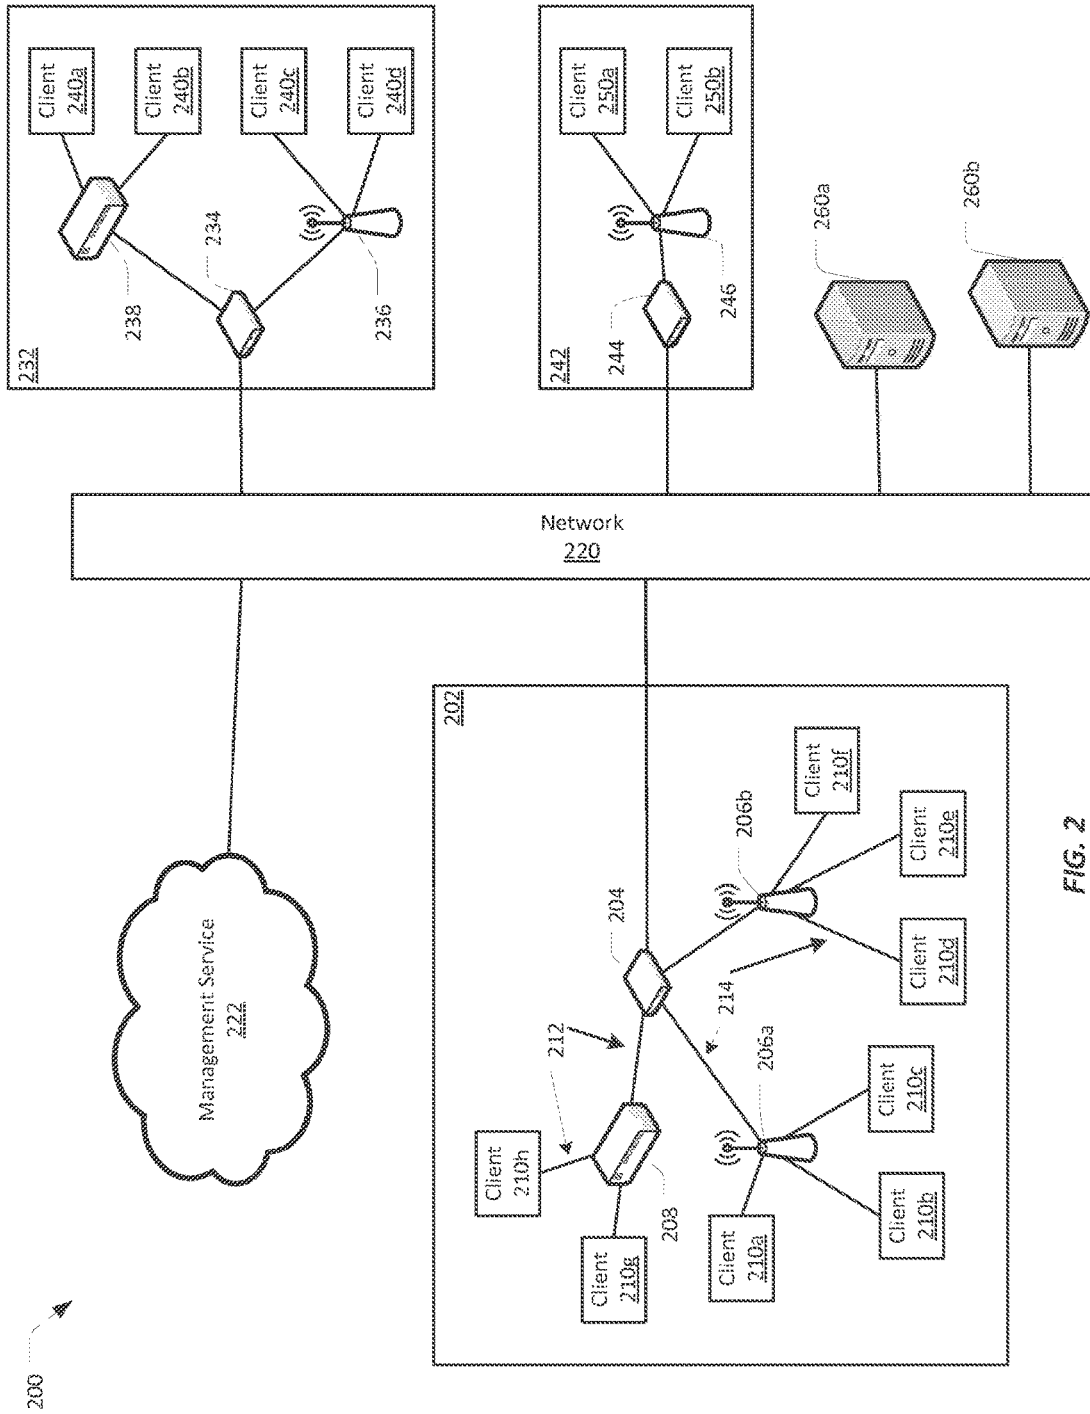 200
Management Service
222
202
204
206a
206b
208
Client
210a
Client
210b
Client
210c
Client
210d
Client
210e
Client
210f
Client
210g
Client
210h
212
214
Network
220
232
234
236
238
Client
240a
Client
240b
Client
240c
Client
240d
242
244
246
Client
250a
Client
250b
260a
260b
FIG. 2